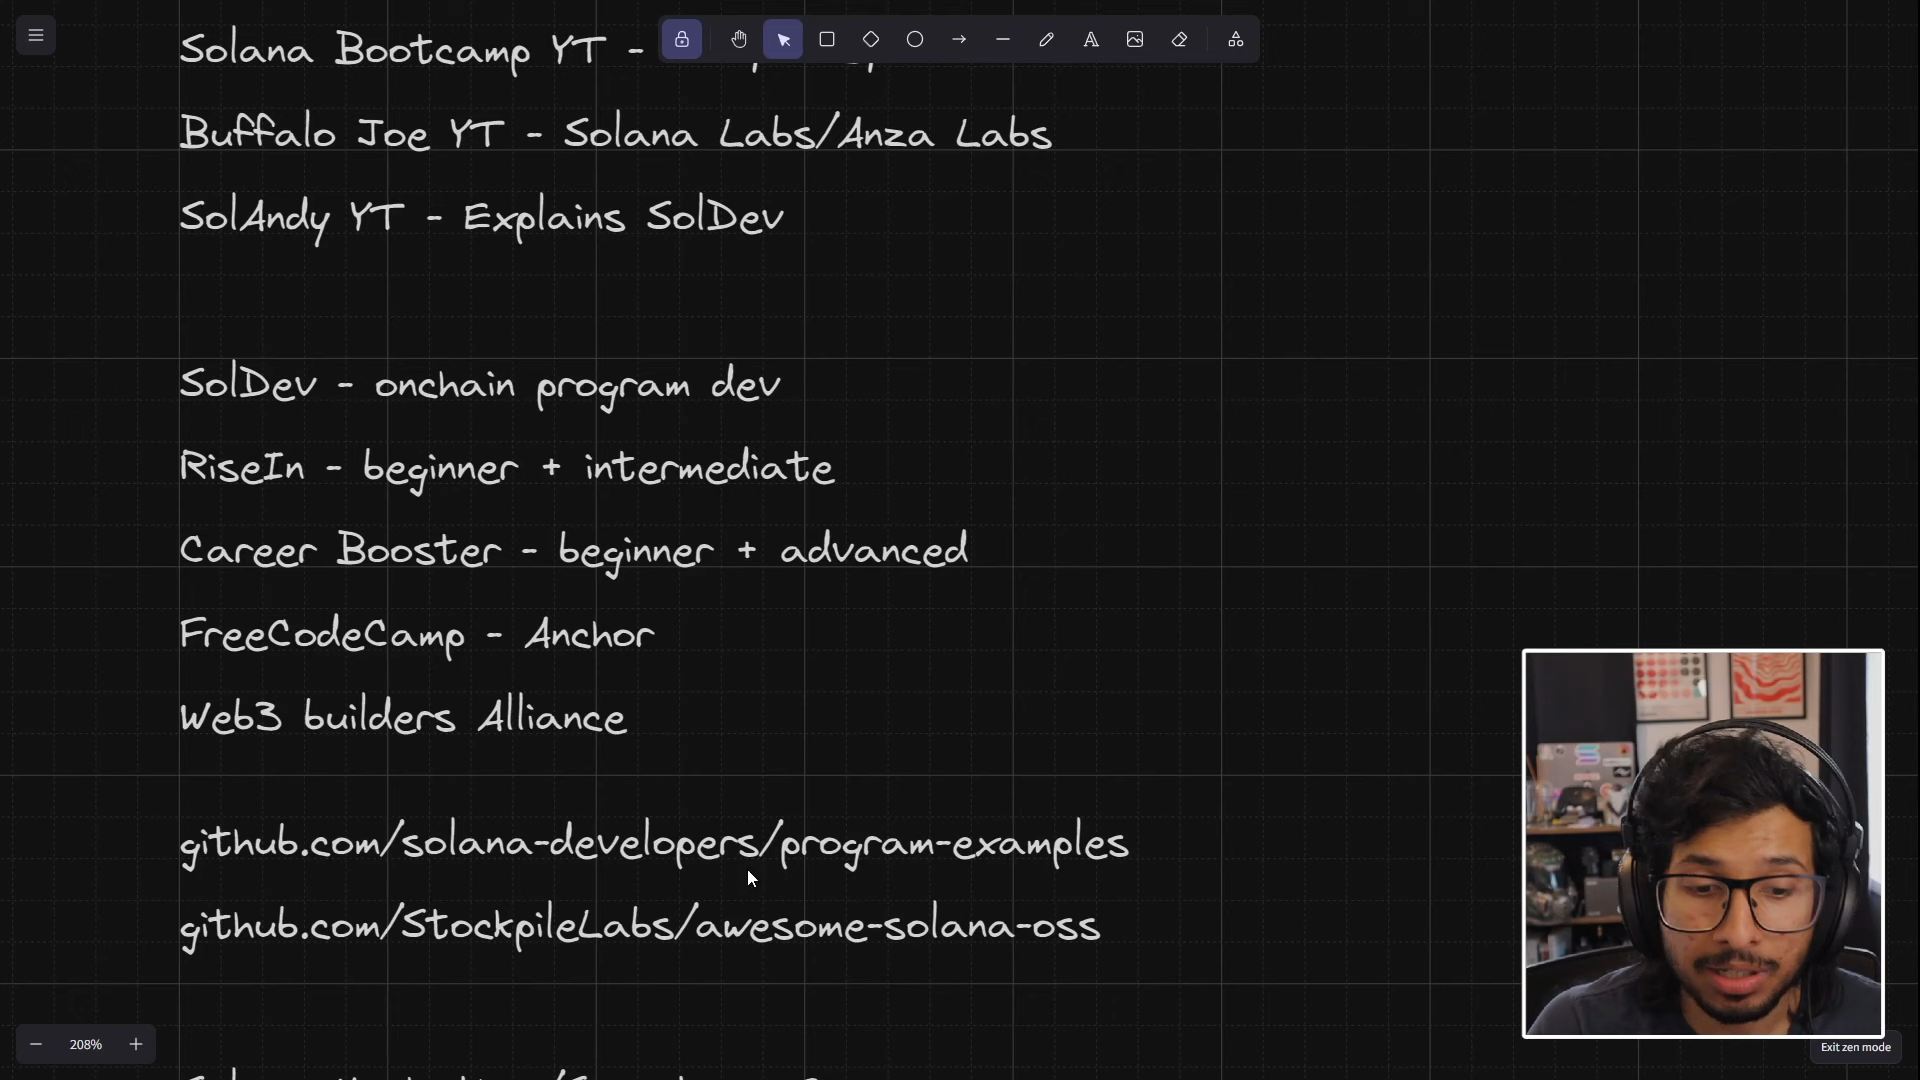 Solana Bootcamp YT -
Buffalo Joe YT - Solana Labs/Anza Labs
SolAndy YT - Explains SolDev
SolDev - onchain program dev
RiseIn - beginner + intermediate
Career Booster - beginner + advanced
FreeCodeCamp - Anchor
Web3 builders Alliance
github.com/solana-developers/program-examples
github.com/StockpileLabs/awesome-solana-oss
208%
Exit zen mode